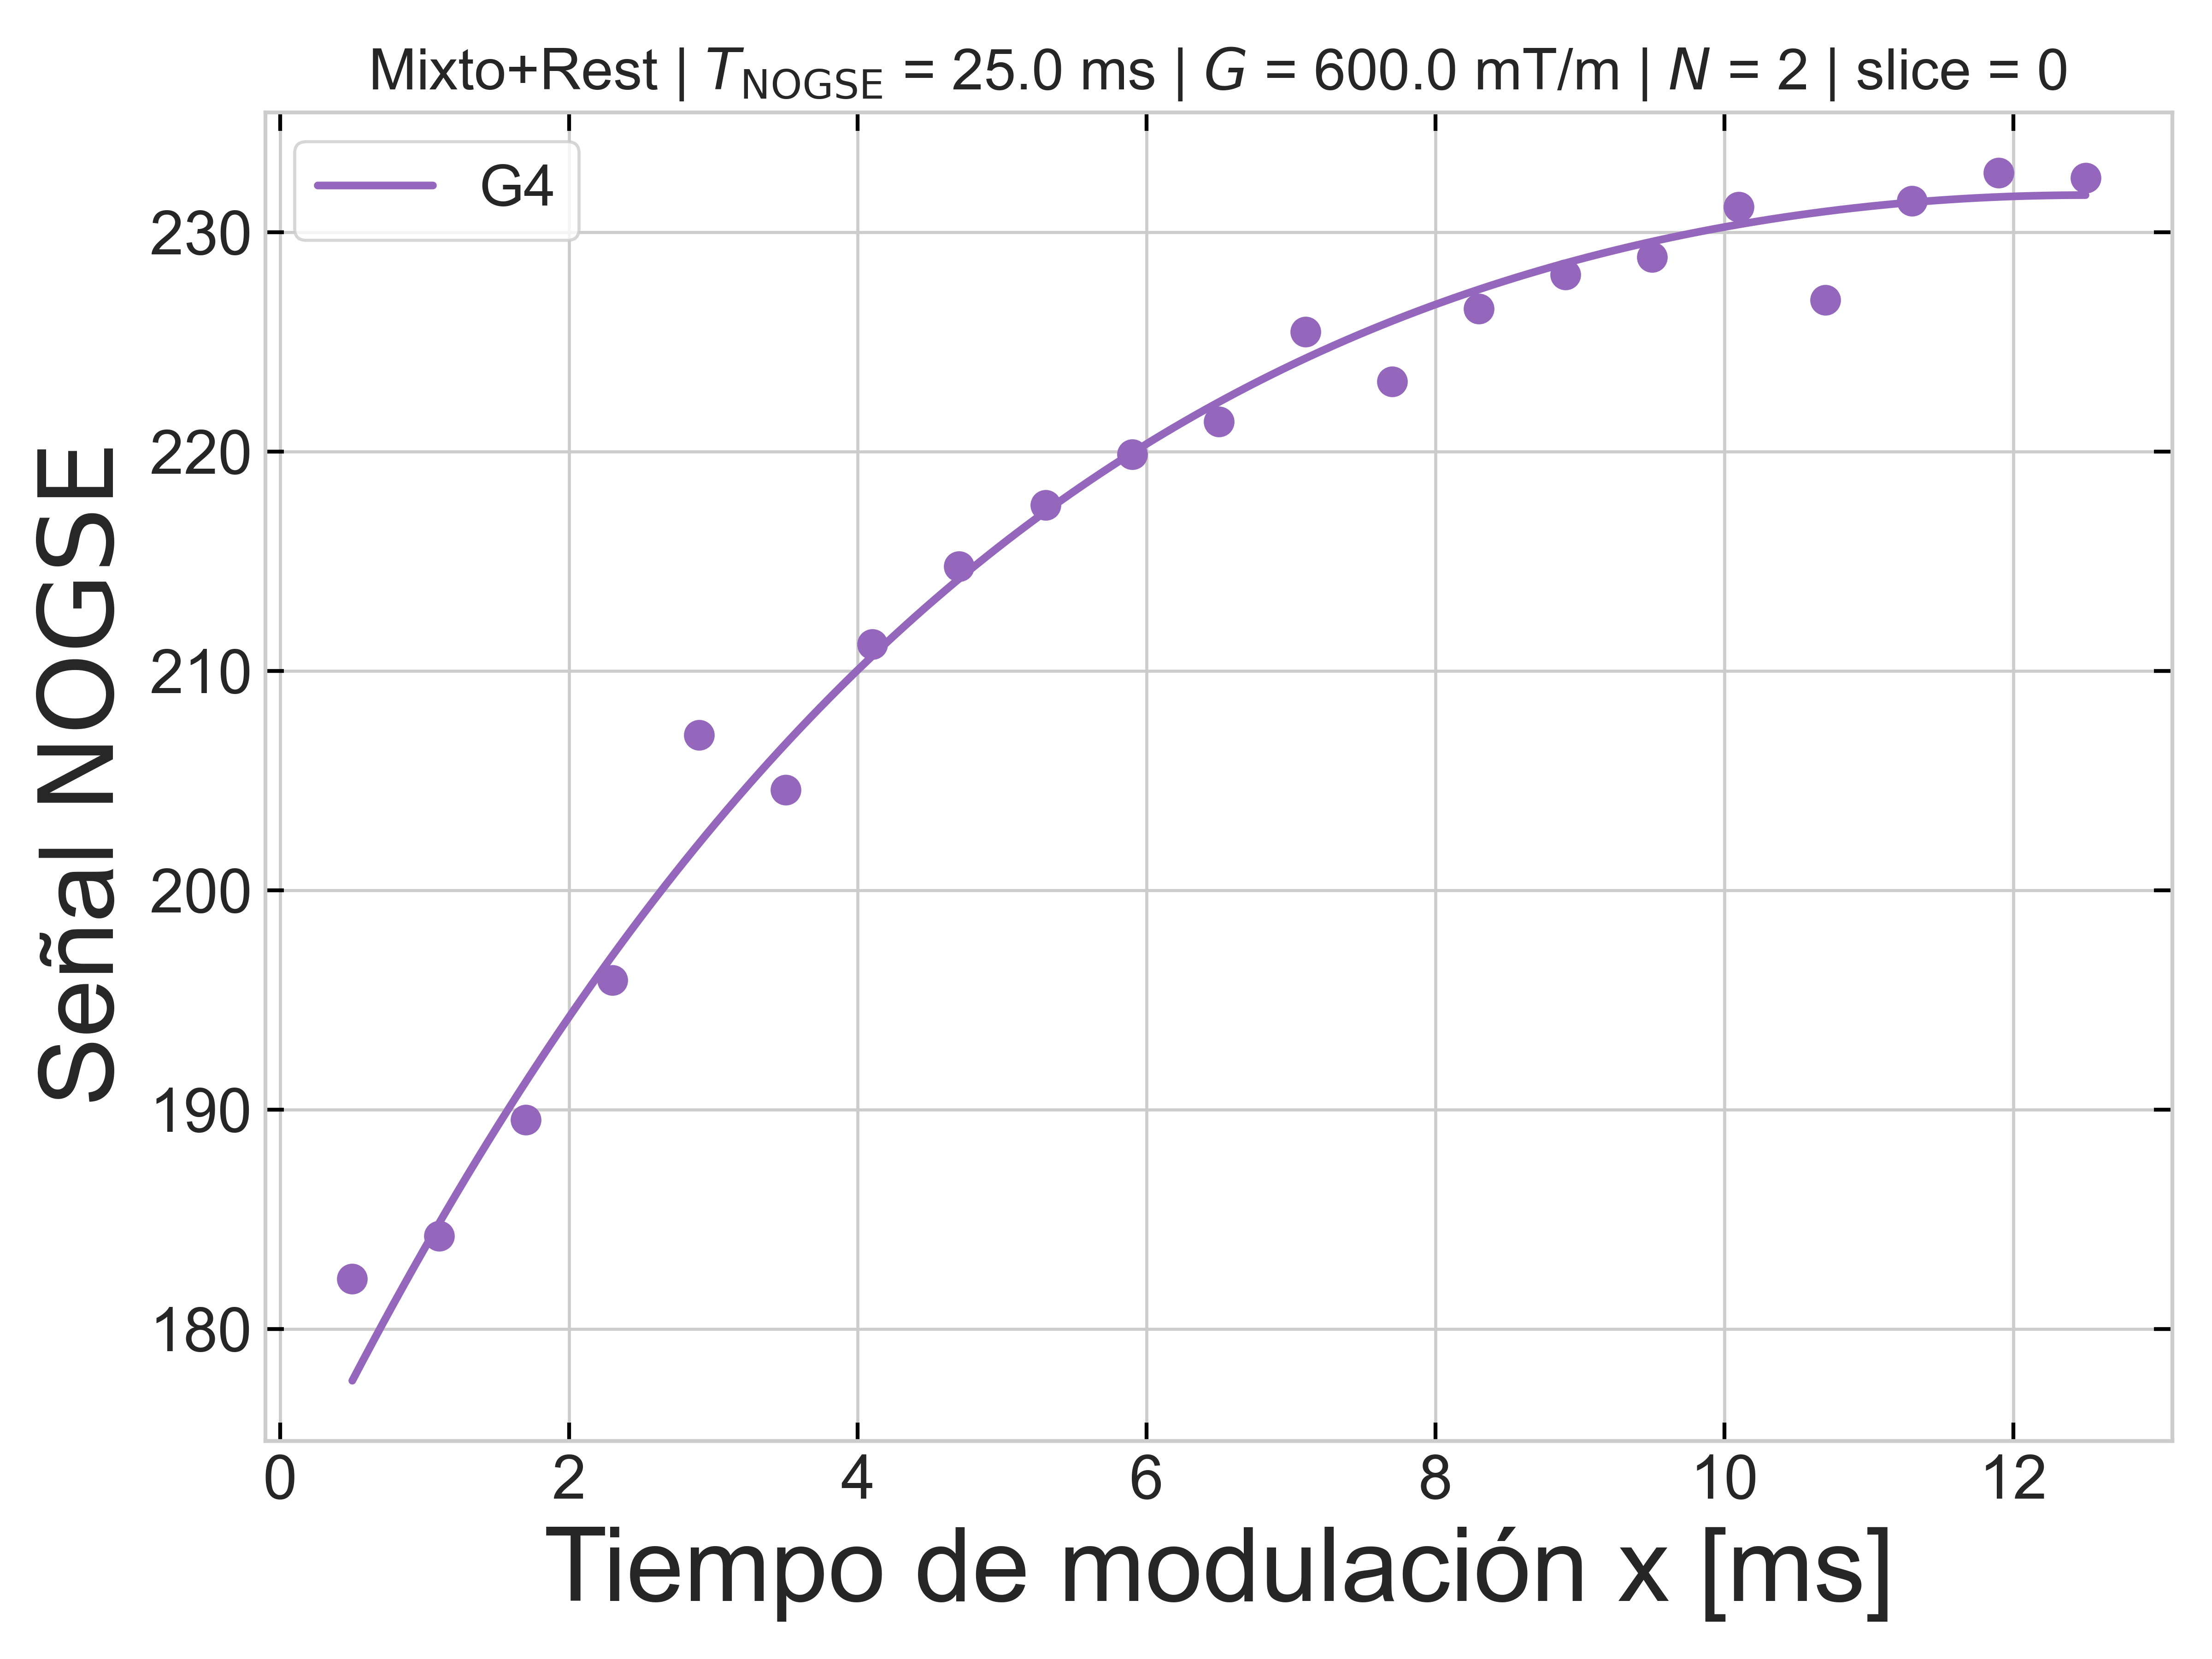 Mixto+Rest | T_NOGSE = 25.0 ms | G = 600.0 mT/m | N = 2 | slice = 0
G4
230
220
210
200
190
180
Señal NOGSE
0 2 4 6 8 10 12
Tiempo de modulación x [ms]